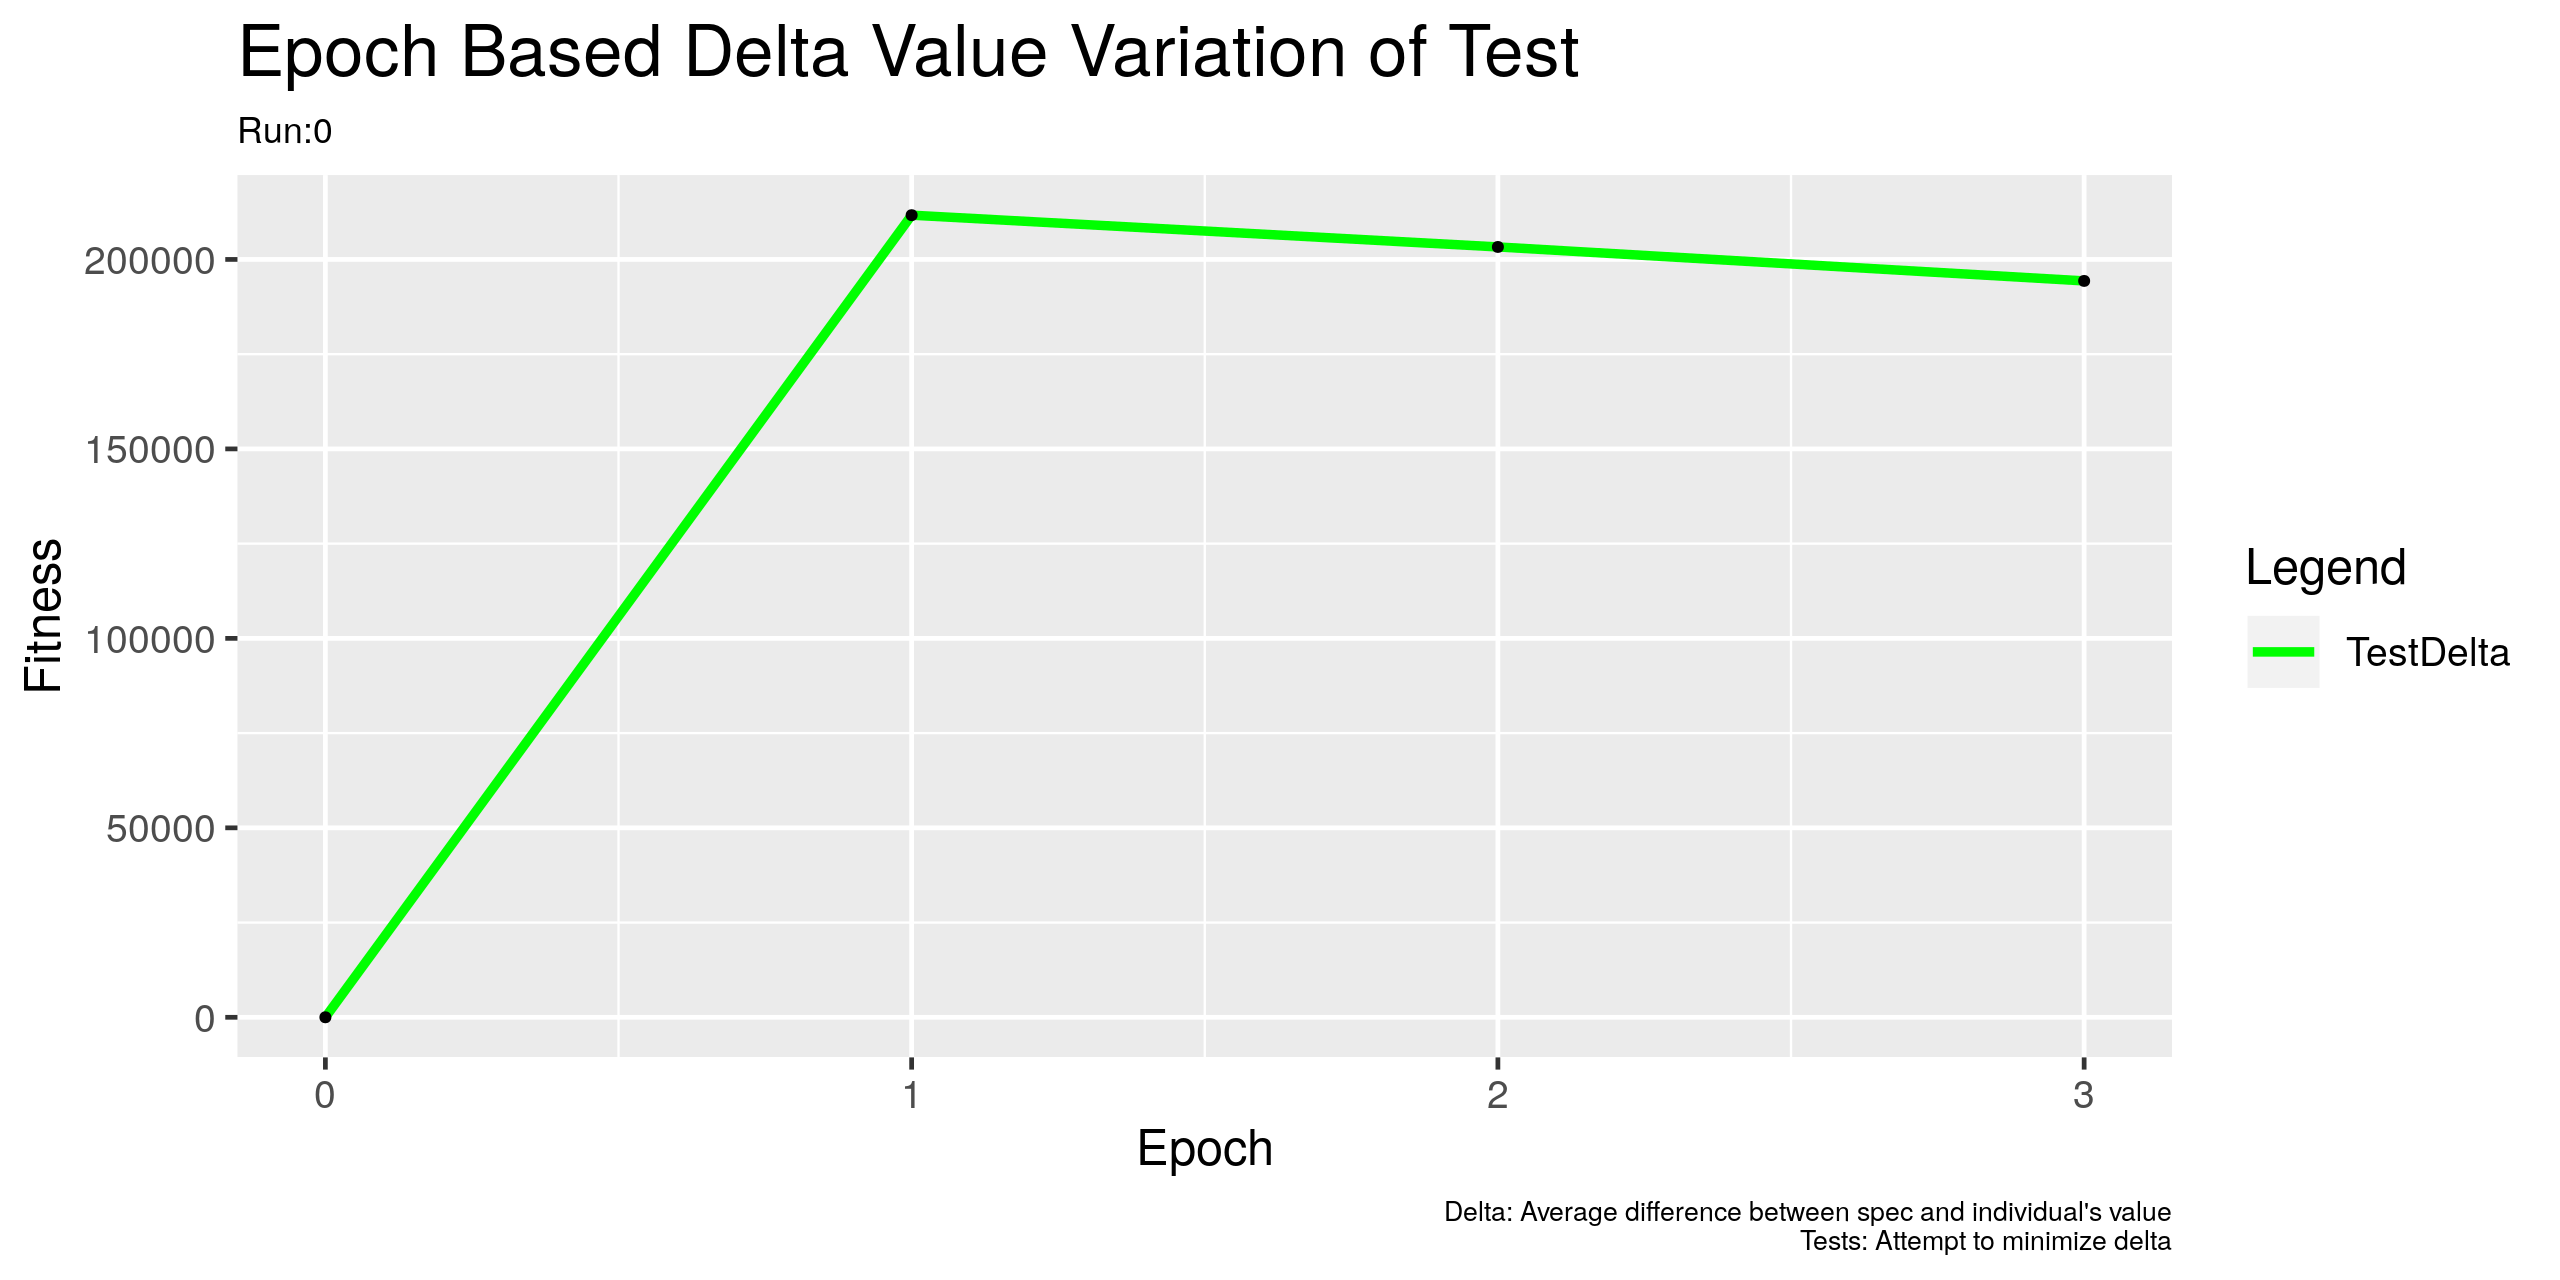 Epoch Based Delta Value Variation of Test
Run:0
Fitness
200000
150000
100000
50000
0
0 1 2 3
Epoch
Legend
TestDelta
Delta: Average difference between spec and individual's value
Tests: Attempt to minimize delta